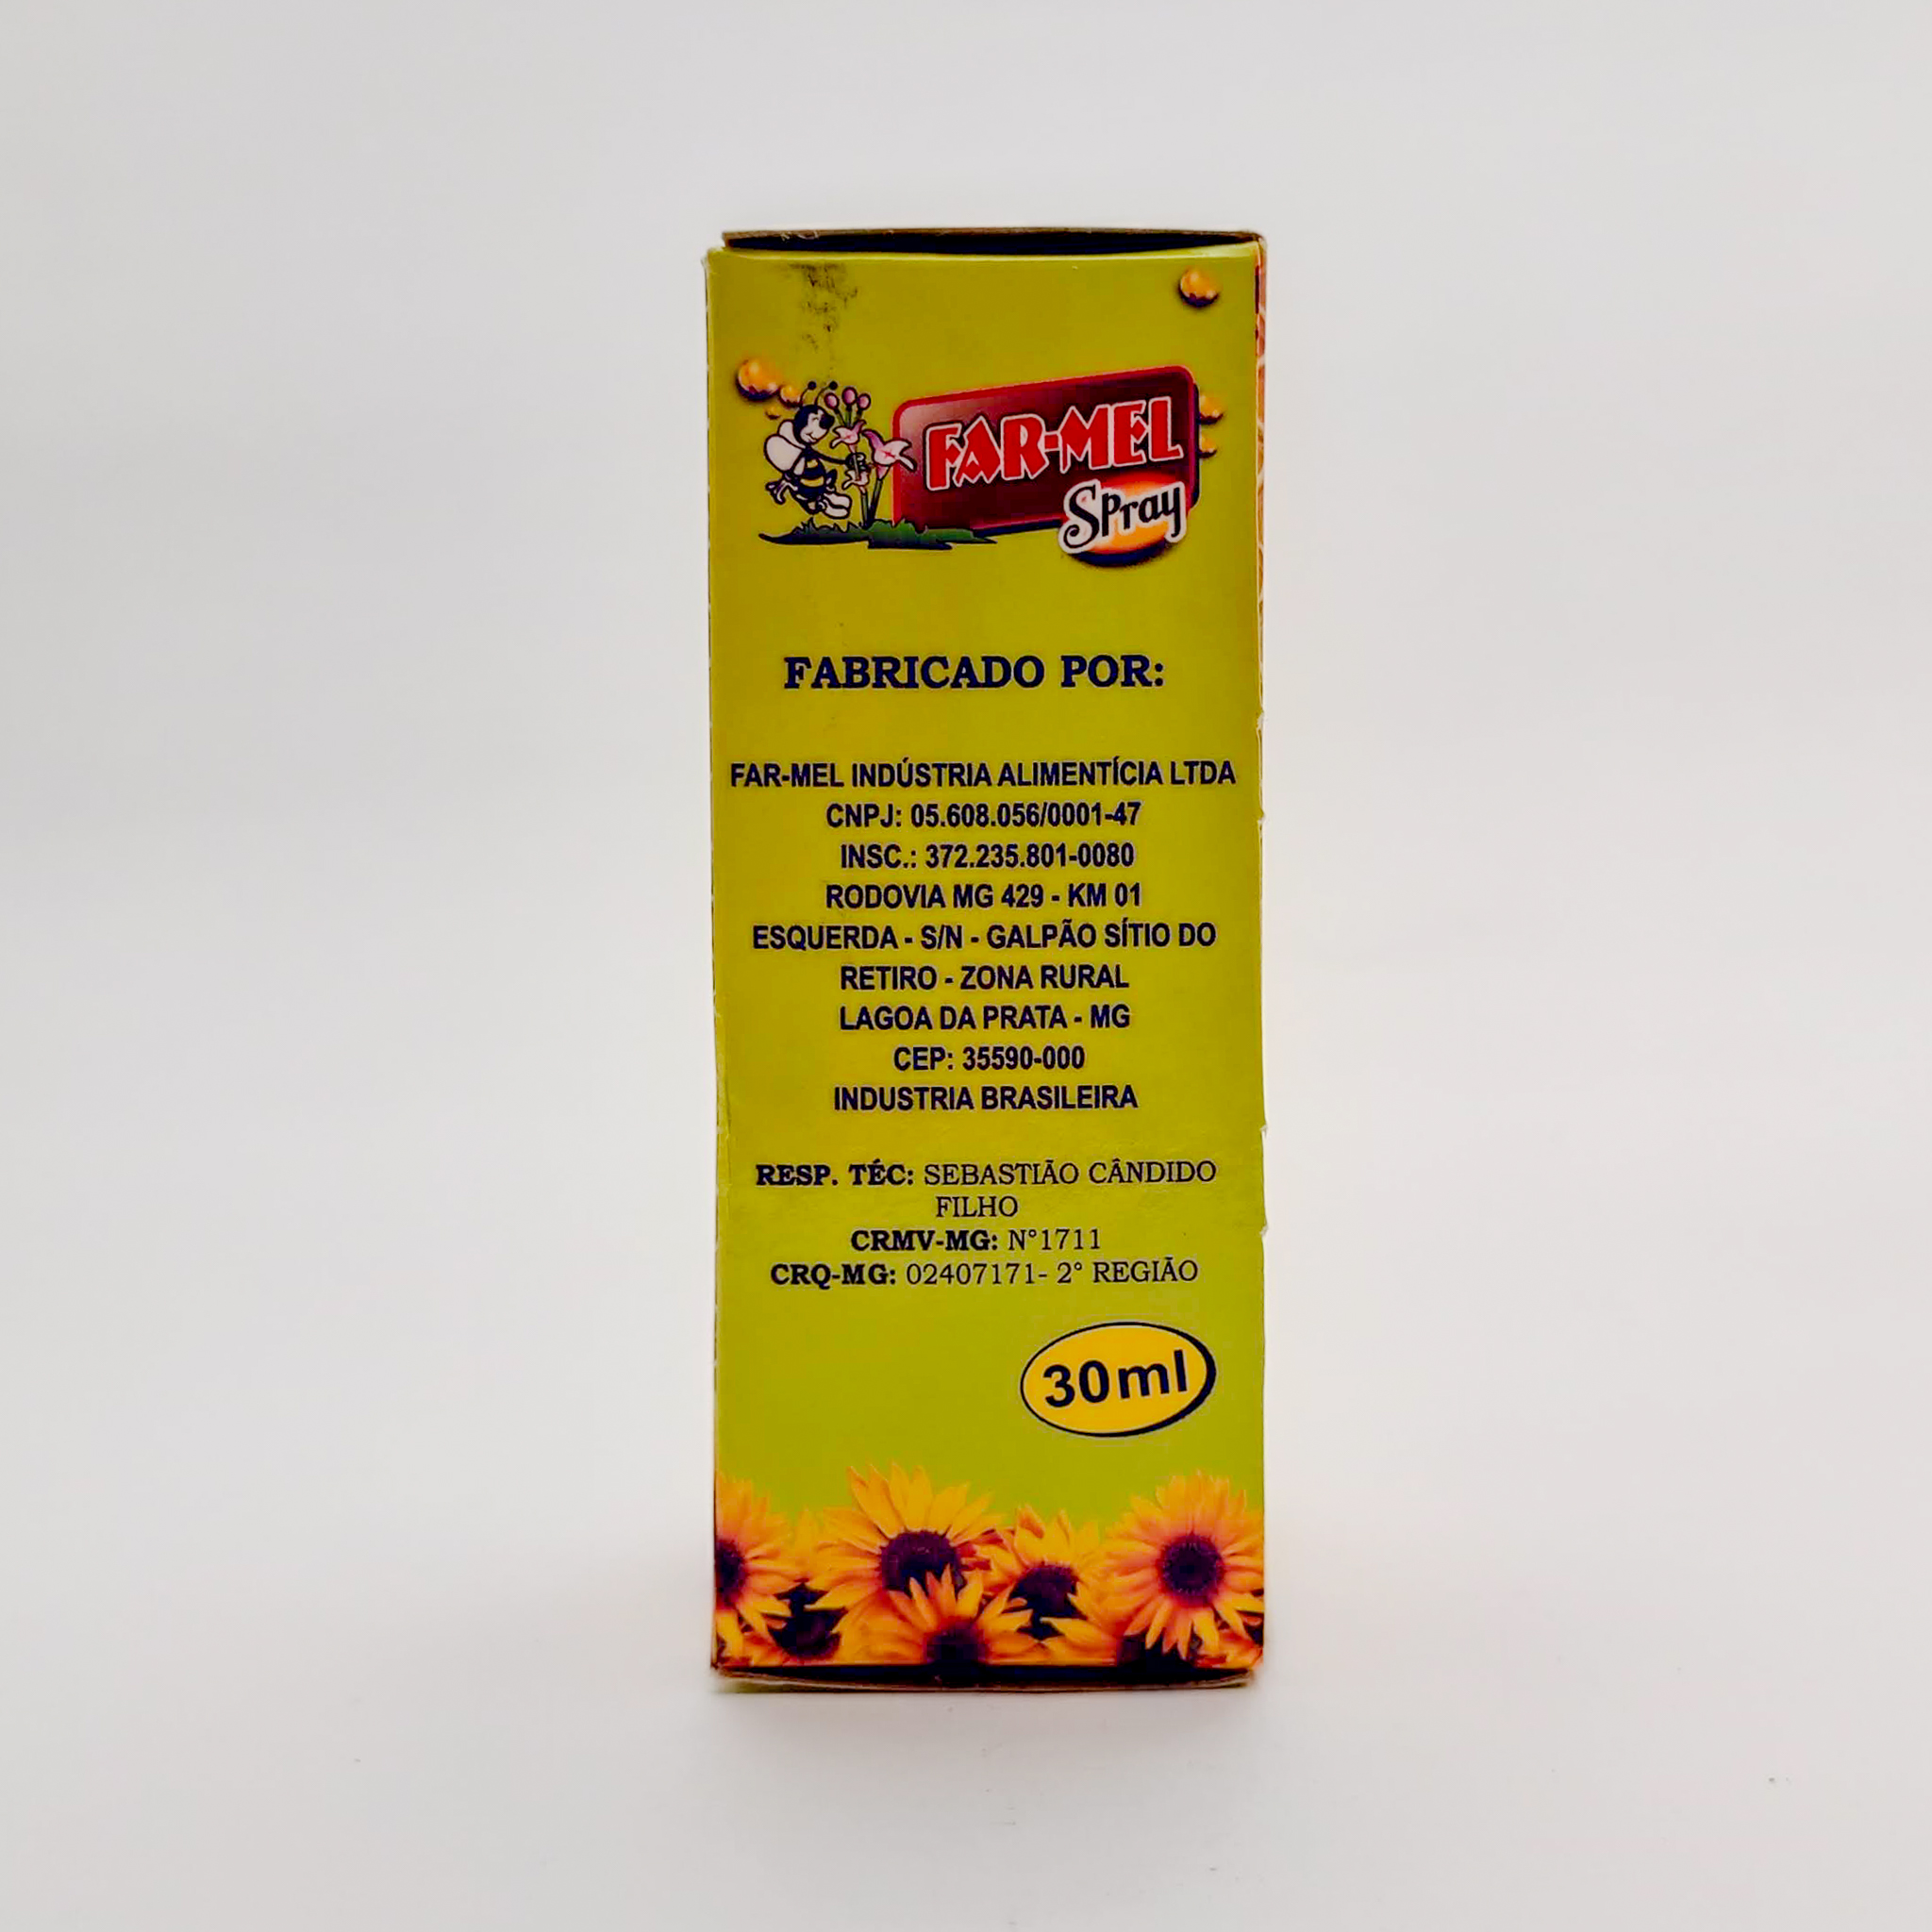 FAR-MEL
Spray
FABRICADO POR:
FAR-MEL INDÚSTRIA ALIMENTÍCIA LTDA
CNPJ: 05.608.056/0001-47
INSC.: 372.235.801-0080
RODOVIA MG 429 - KM 01
ESQUERDA - S/N - GALPÃO SÍTIO DO
RETIRO - ZONA RURAL
LAGOA DA PRATA - MG
CEP: 35590-000
INDUSTRIA BRASILEIRA
RESP. TÉC: SEBASTIÃO CÂNDIDO
FILHO
CRMV-MG: N°1711
CRQ-MG: 02407171- 2° REGIÃO
30ml